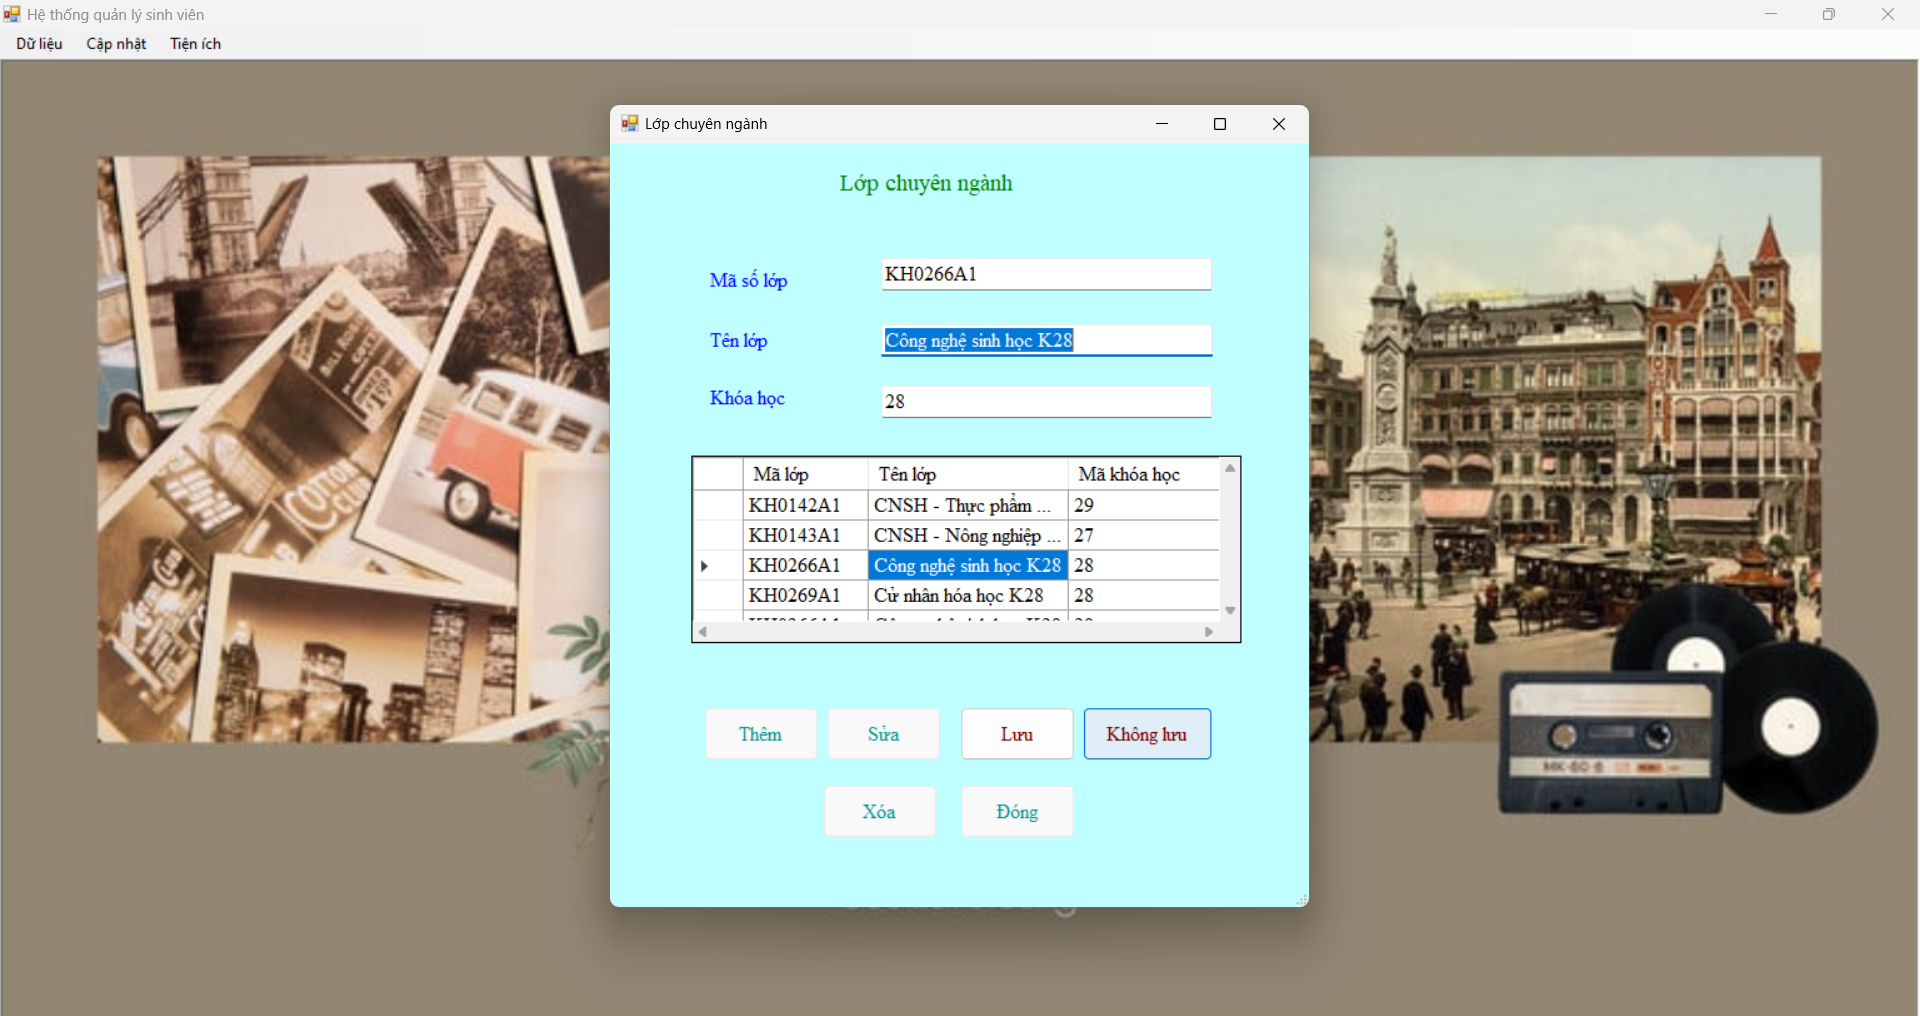 Hệ thống quản lý sinh viên
Dữ liệu Cập nhật Tiện ích
Lớp chuyên ngành
Lớp chuyên ngành
Mã số lớp KH0266A1
Tên lớp Công nghệ sinh học K28
Khóa học 28
Mã lớp Tên lớp Mã khóa học
KH0142A1 CNSH - Thực phẩm ... 29
KH0143A1 CNSH - Nông nghiệp ... 27
KH0266A1 Công nghệ sinh học K28 28
KH0269A1 Cử nhân hóa học K28 28
Thêm Sửa Lưu Không lưu
Xóa Đóng
COTTON
CLUB